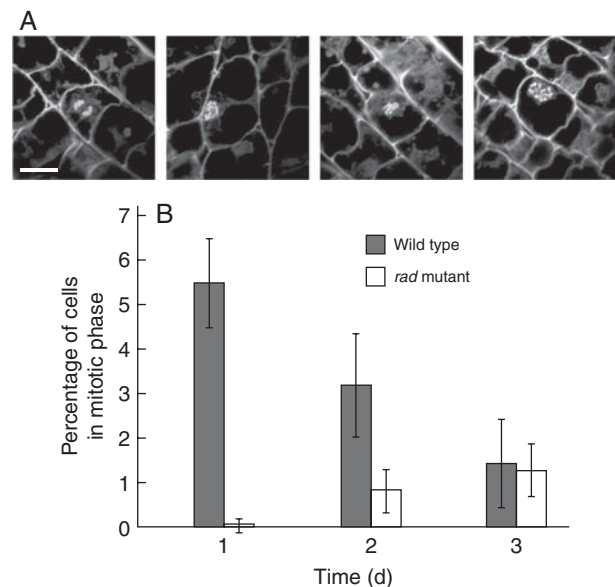 A
B
7
6
5
4
3
2
1
0
Percentage of cells
in mitotic phase
Wild type
rad mutant
1 2 3
Time (d)